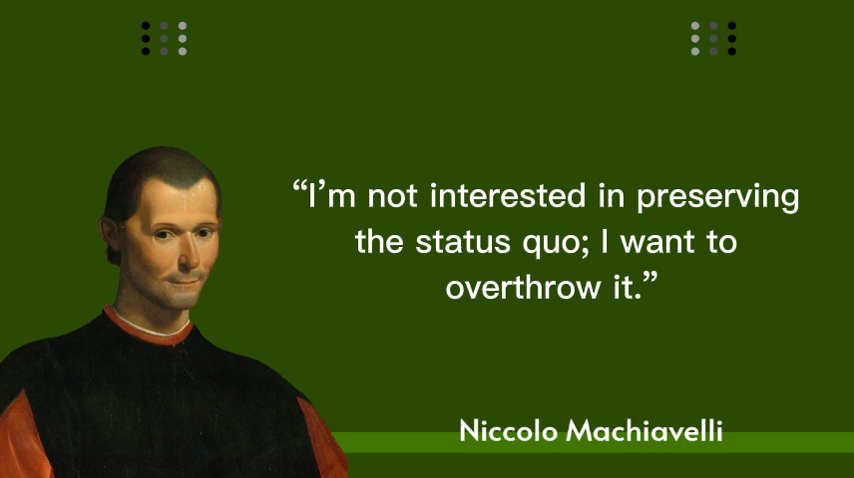 “I’m not interested in preserving
the status quo; I want to
overthrow it.”
Niccolo Machiavelli